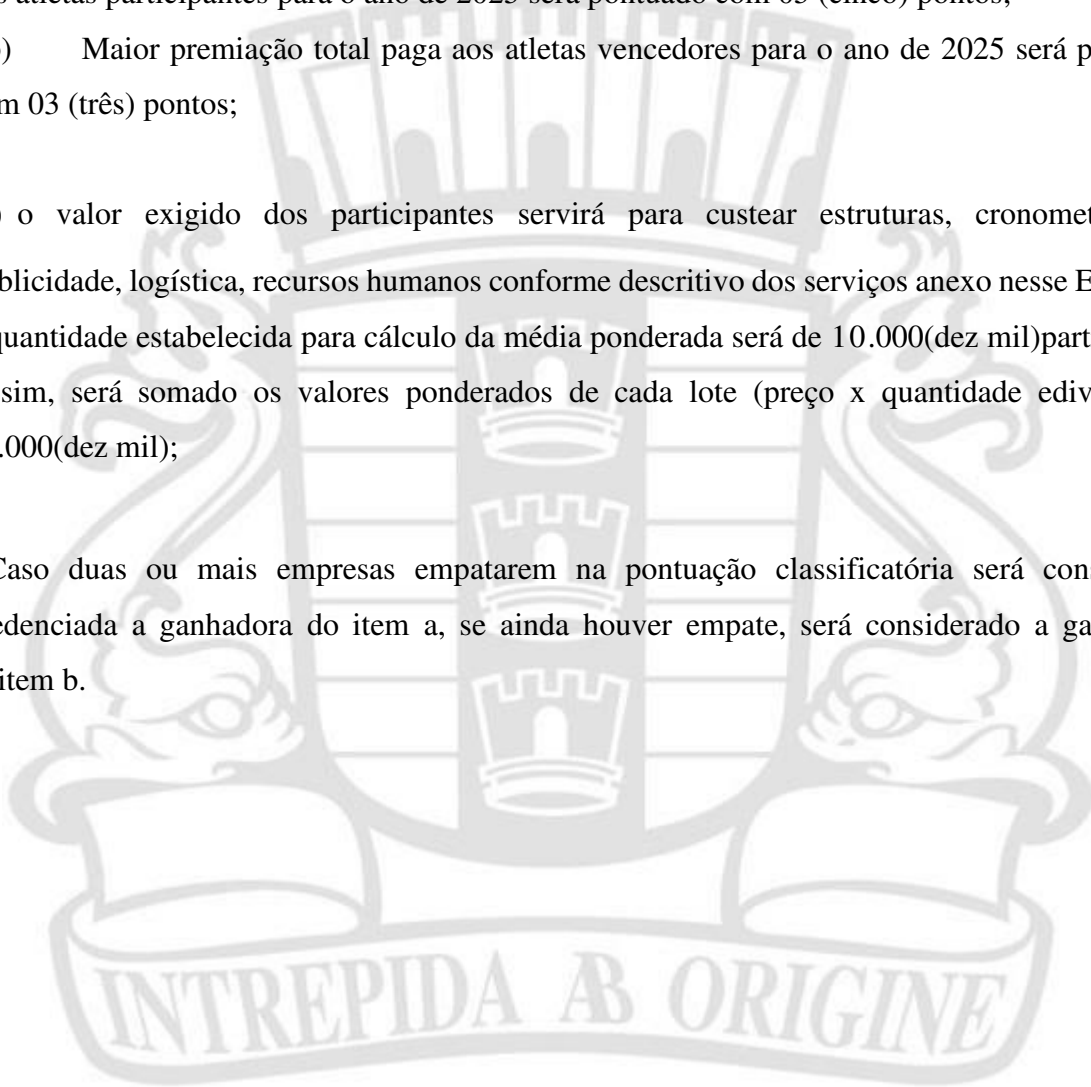 atletas participantes para o ano de 2025 será pontuado com 05 (cinco) pontos;
) Maior premiação total paga aos atletas vencedores para o ano de 2025 será p
m 03 (três) pontos;
o valor exigido dos participantes servirá para custear estruturas, cronomet
blicidade, logística, recursos humanos conforme descritivo dos serviços anexo nesse E
quantidade estabelecida para cálculo da média ponderada será de 10.000(dez mil)part
sim, será somado os valores ponderados de cada lote (preço x quantidade ediv
.000(dez mil);
Caso duas ou mais empresas empatarem na pontuação classificatória será con
edenciada a ganhadora do item a, se ainda houver empate, será considerado a ga
item b.
INTREPIDA AB ORIGINE